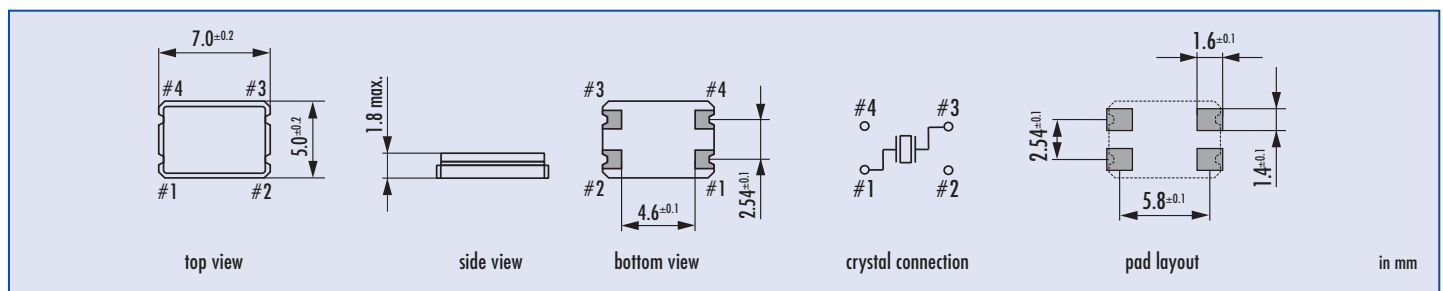 7.0±0.2
#4 #3
5.0±0.2
#1 #2
top view
1.8 max.
side view
#3 #4
#2 #1
2.54±0.1
4.6±0.1
bottom view
#4 #3
#1 #2
crystal connection
1.6±0.1
2.54±0.1
1.4±0.1
5.8±0.1
pad layout
in mm